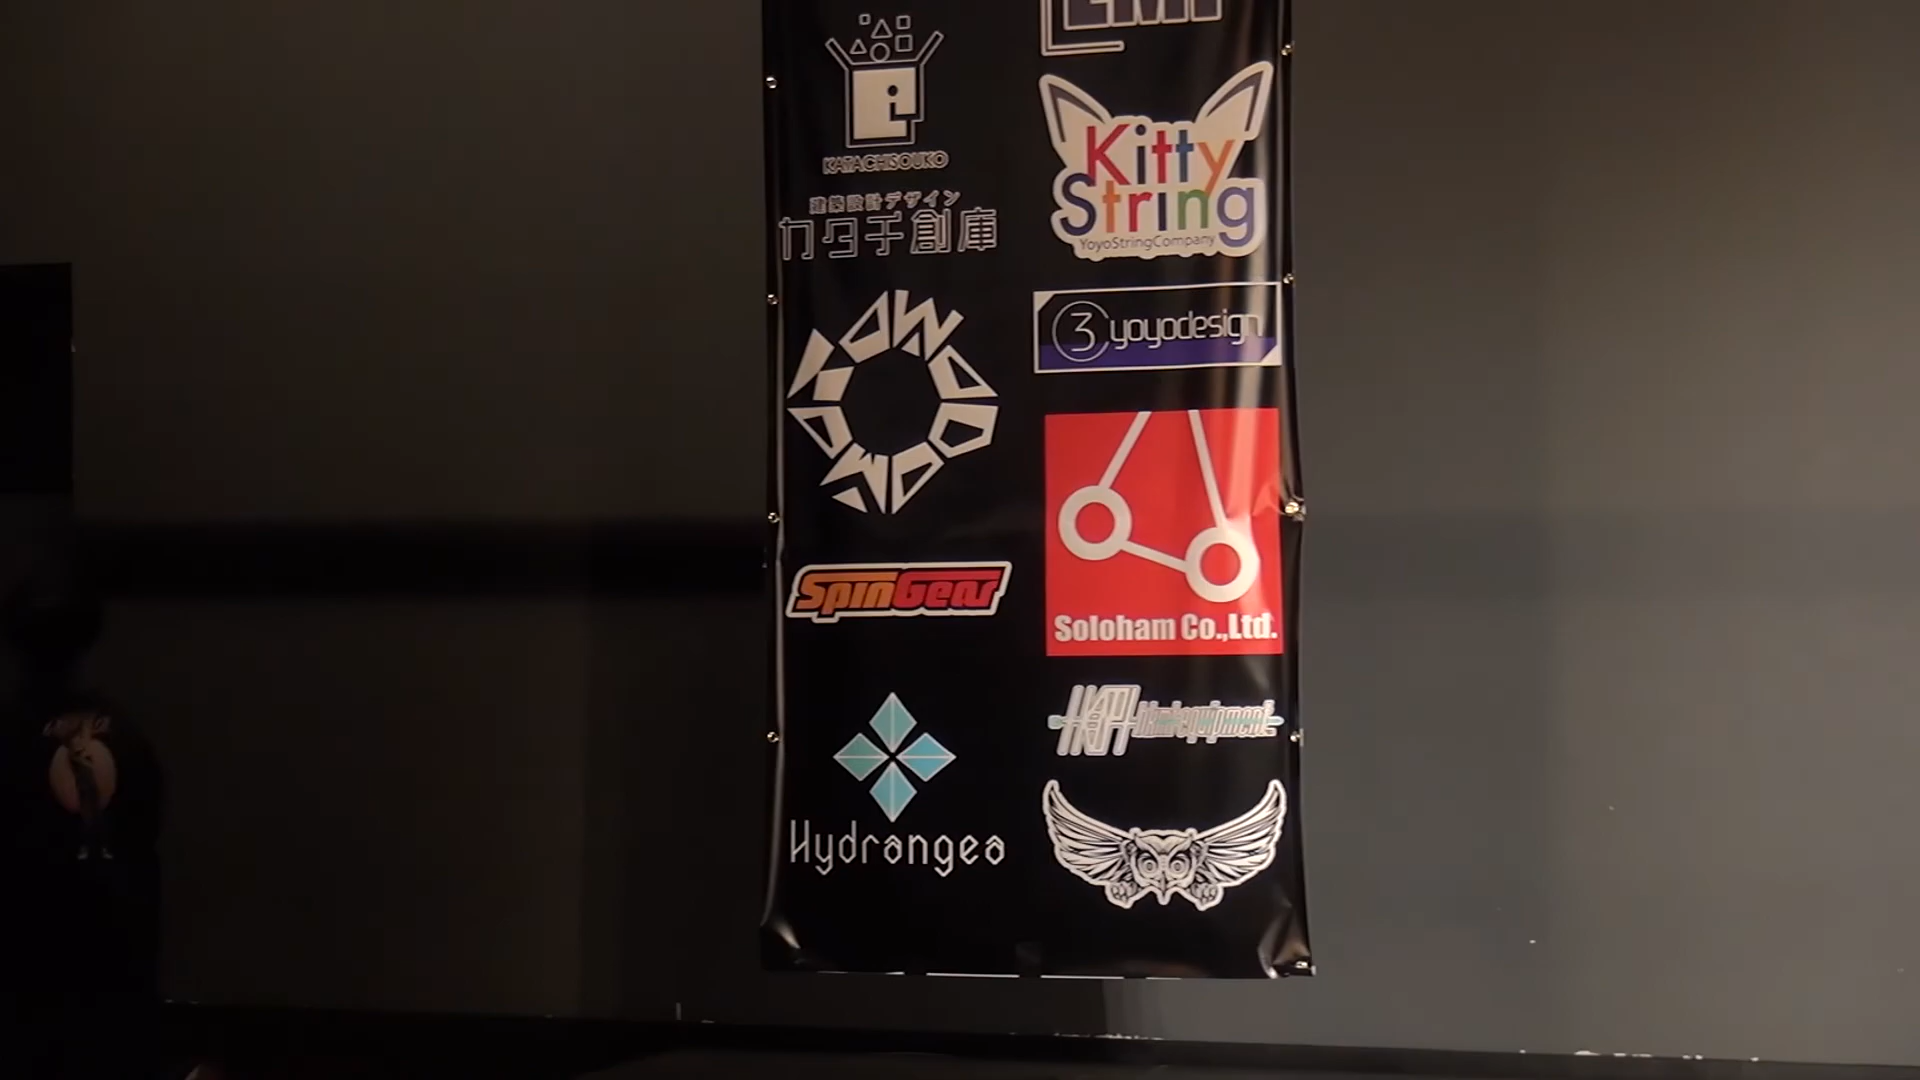 KATACHISOUKO
建築設計デザイン
カタチ創庫
SpinGear
Hydrangea
Kitty
String
YoyoStringCompany
3yoyodesign
Soloham Co.,Ltd.